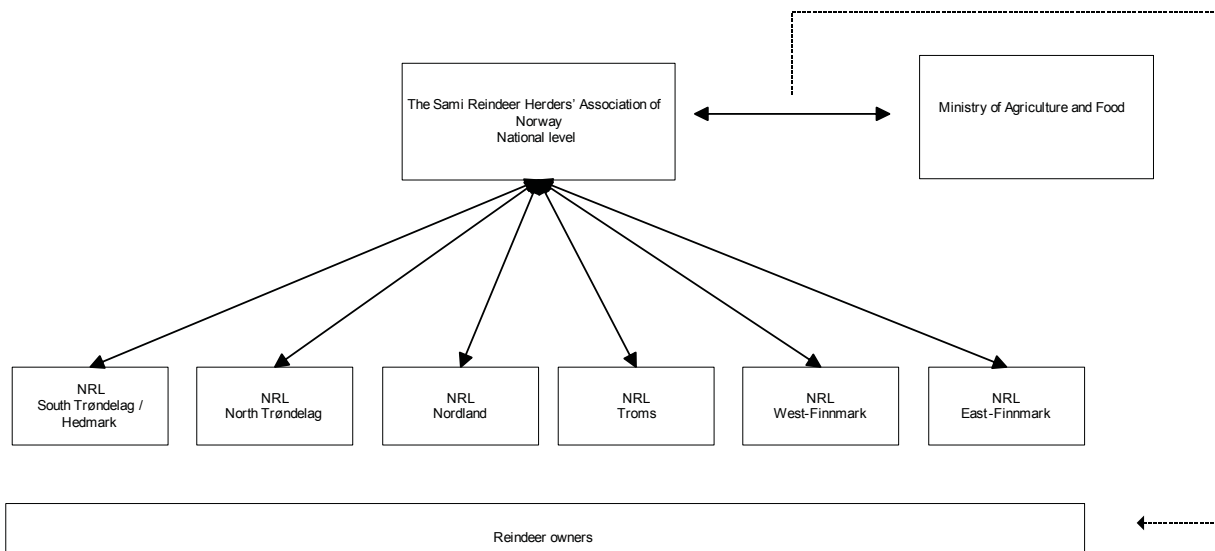 The Sami Reindeer Herders' Association of
Norway
National level
Ministry of Agriculture and Food
NRL
South Trøndelag /
Hedmark
NRL
North Trøndelag
NRL
Nordland
NRL
Troms
NRL
West-Finnmark
NRL
East-Finnmark
Reindeer owners